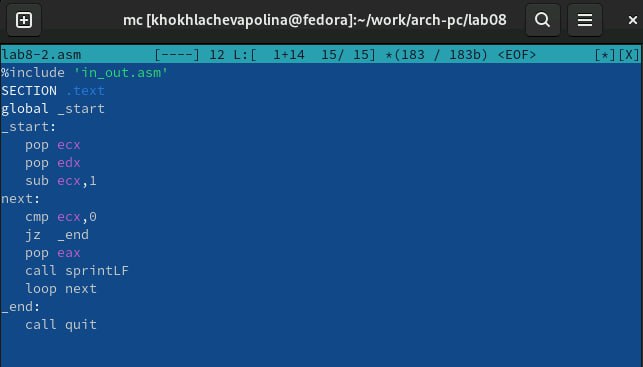 mc [khokhlachevapolina@fedora]:~/work/arch-pc/lab08
lab8-2.asm [----] 12 L:[ 1+14 15/ 15] *(183 / 183b) <EOF> [*][X]
%include 'in_out.asm'
SECTION .text
global _start
_start:
pop ecx
pop edx
sub ecx,1
next:
cmp ecx,0
jz _end
pop eax
call sprintLF
loop next
_end:
call quit